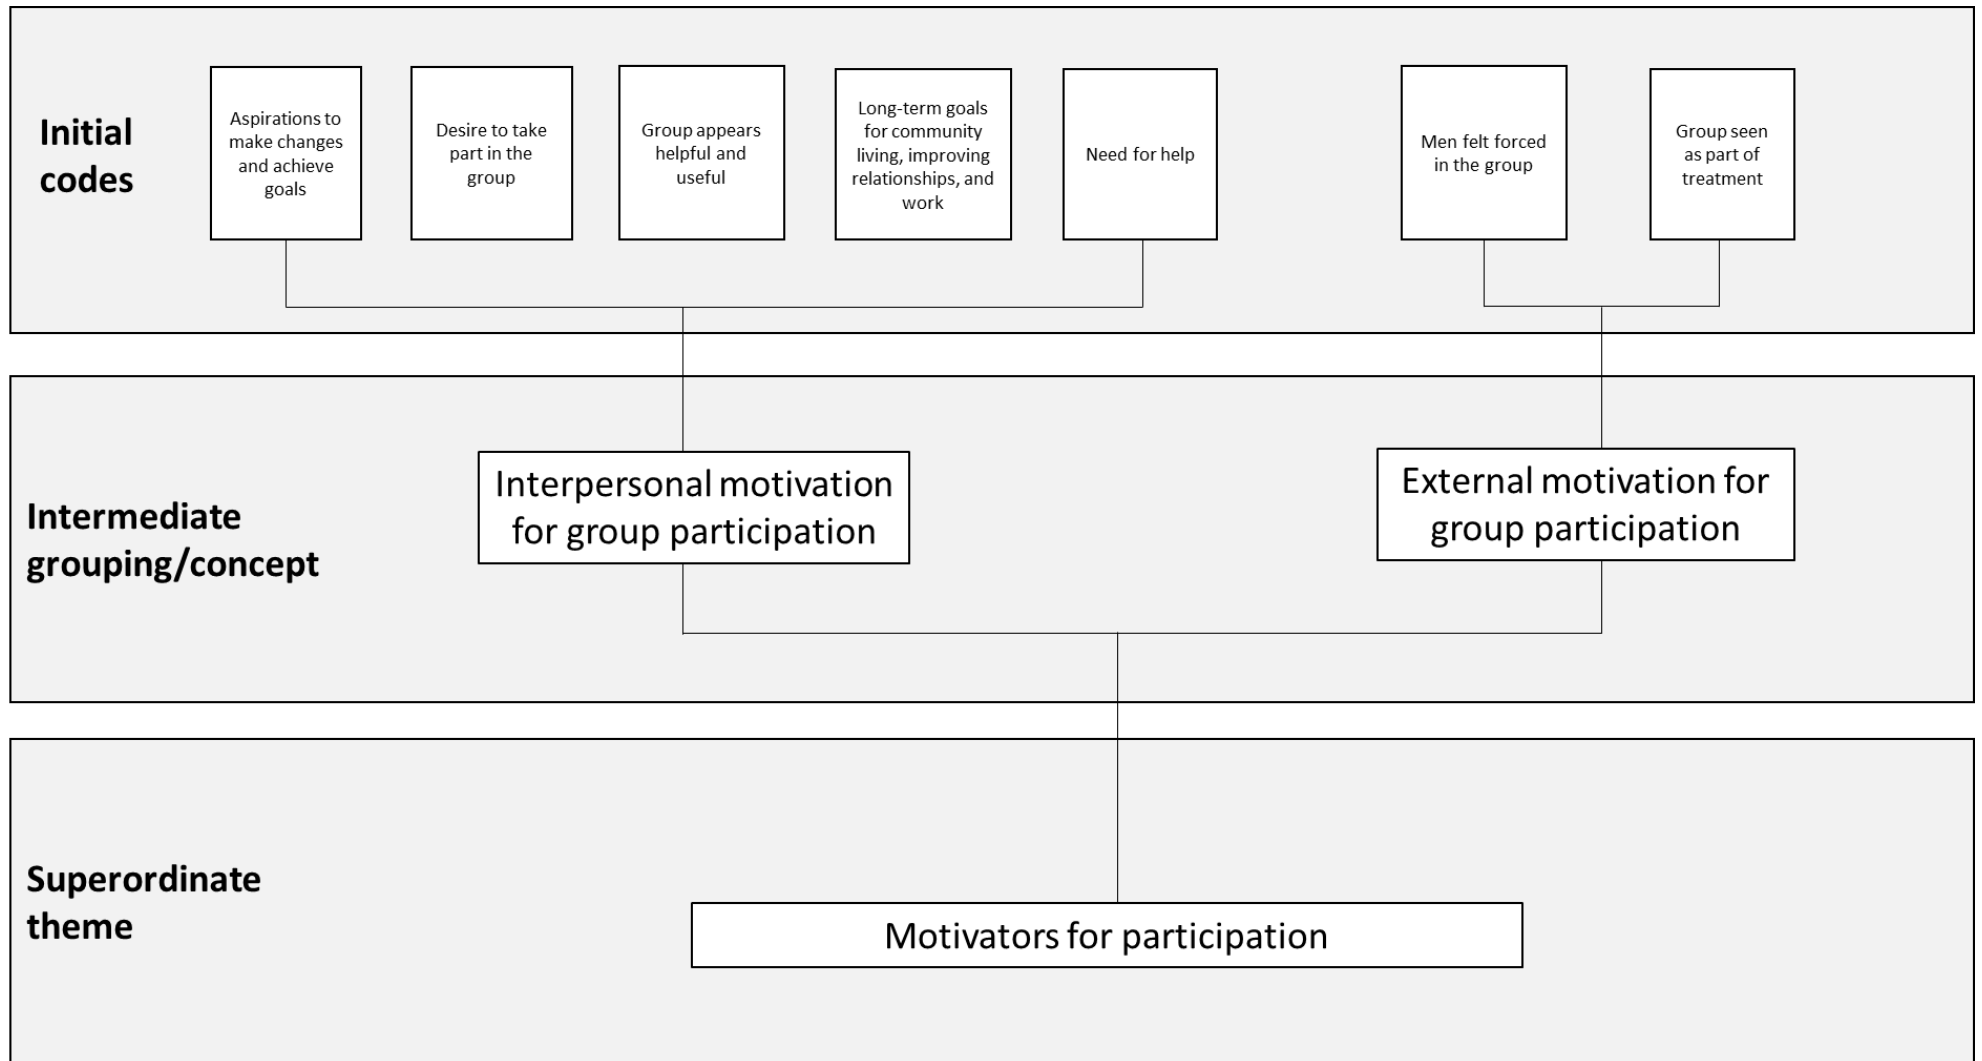 Initial
codes
Aspirations to
make changes
and achieve
goals
Desire to take
part in the
group
Group appears
helpful and
useful
Long-term goals
for community
living, improving
relationships, and
work
Need for help
Men felt forced
in the group
Group seen
as part of
treatment
Intermediate
grouping/concept
Interpersonal motivation
for group participation
External motivation for
group participation
Superordinate
theme
Motivators for participation